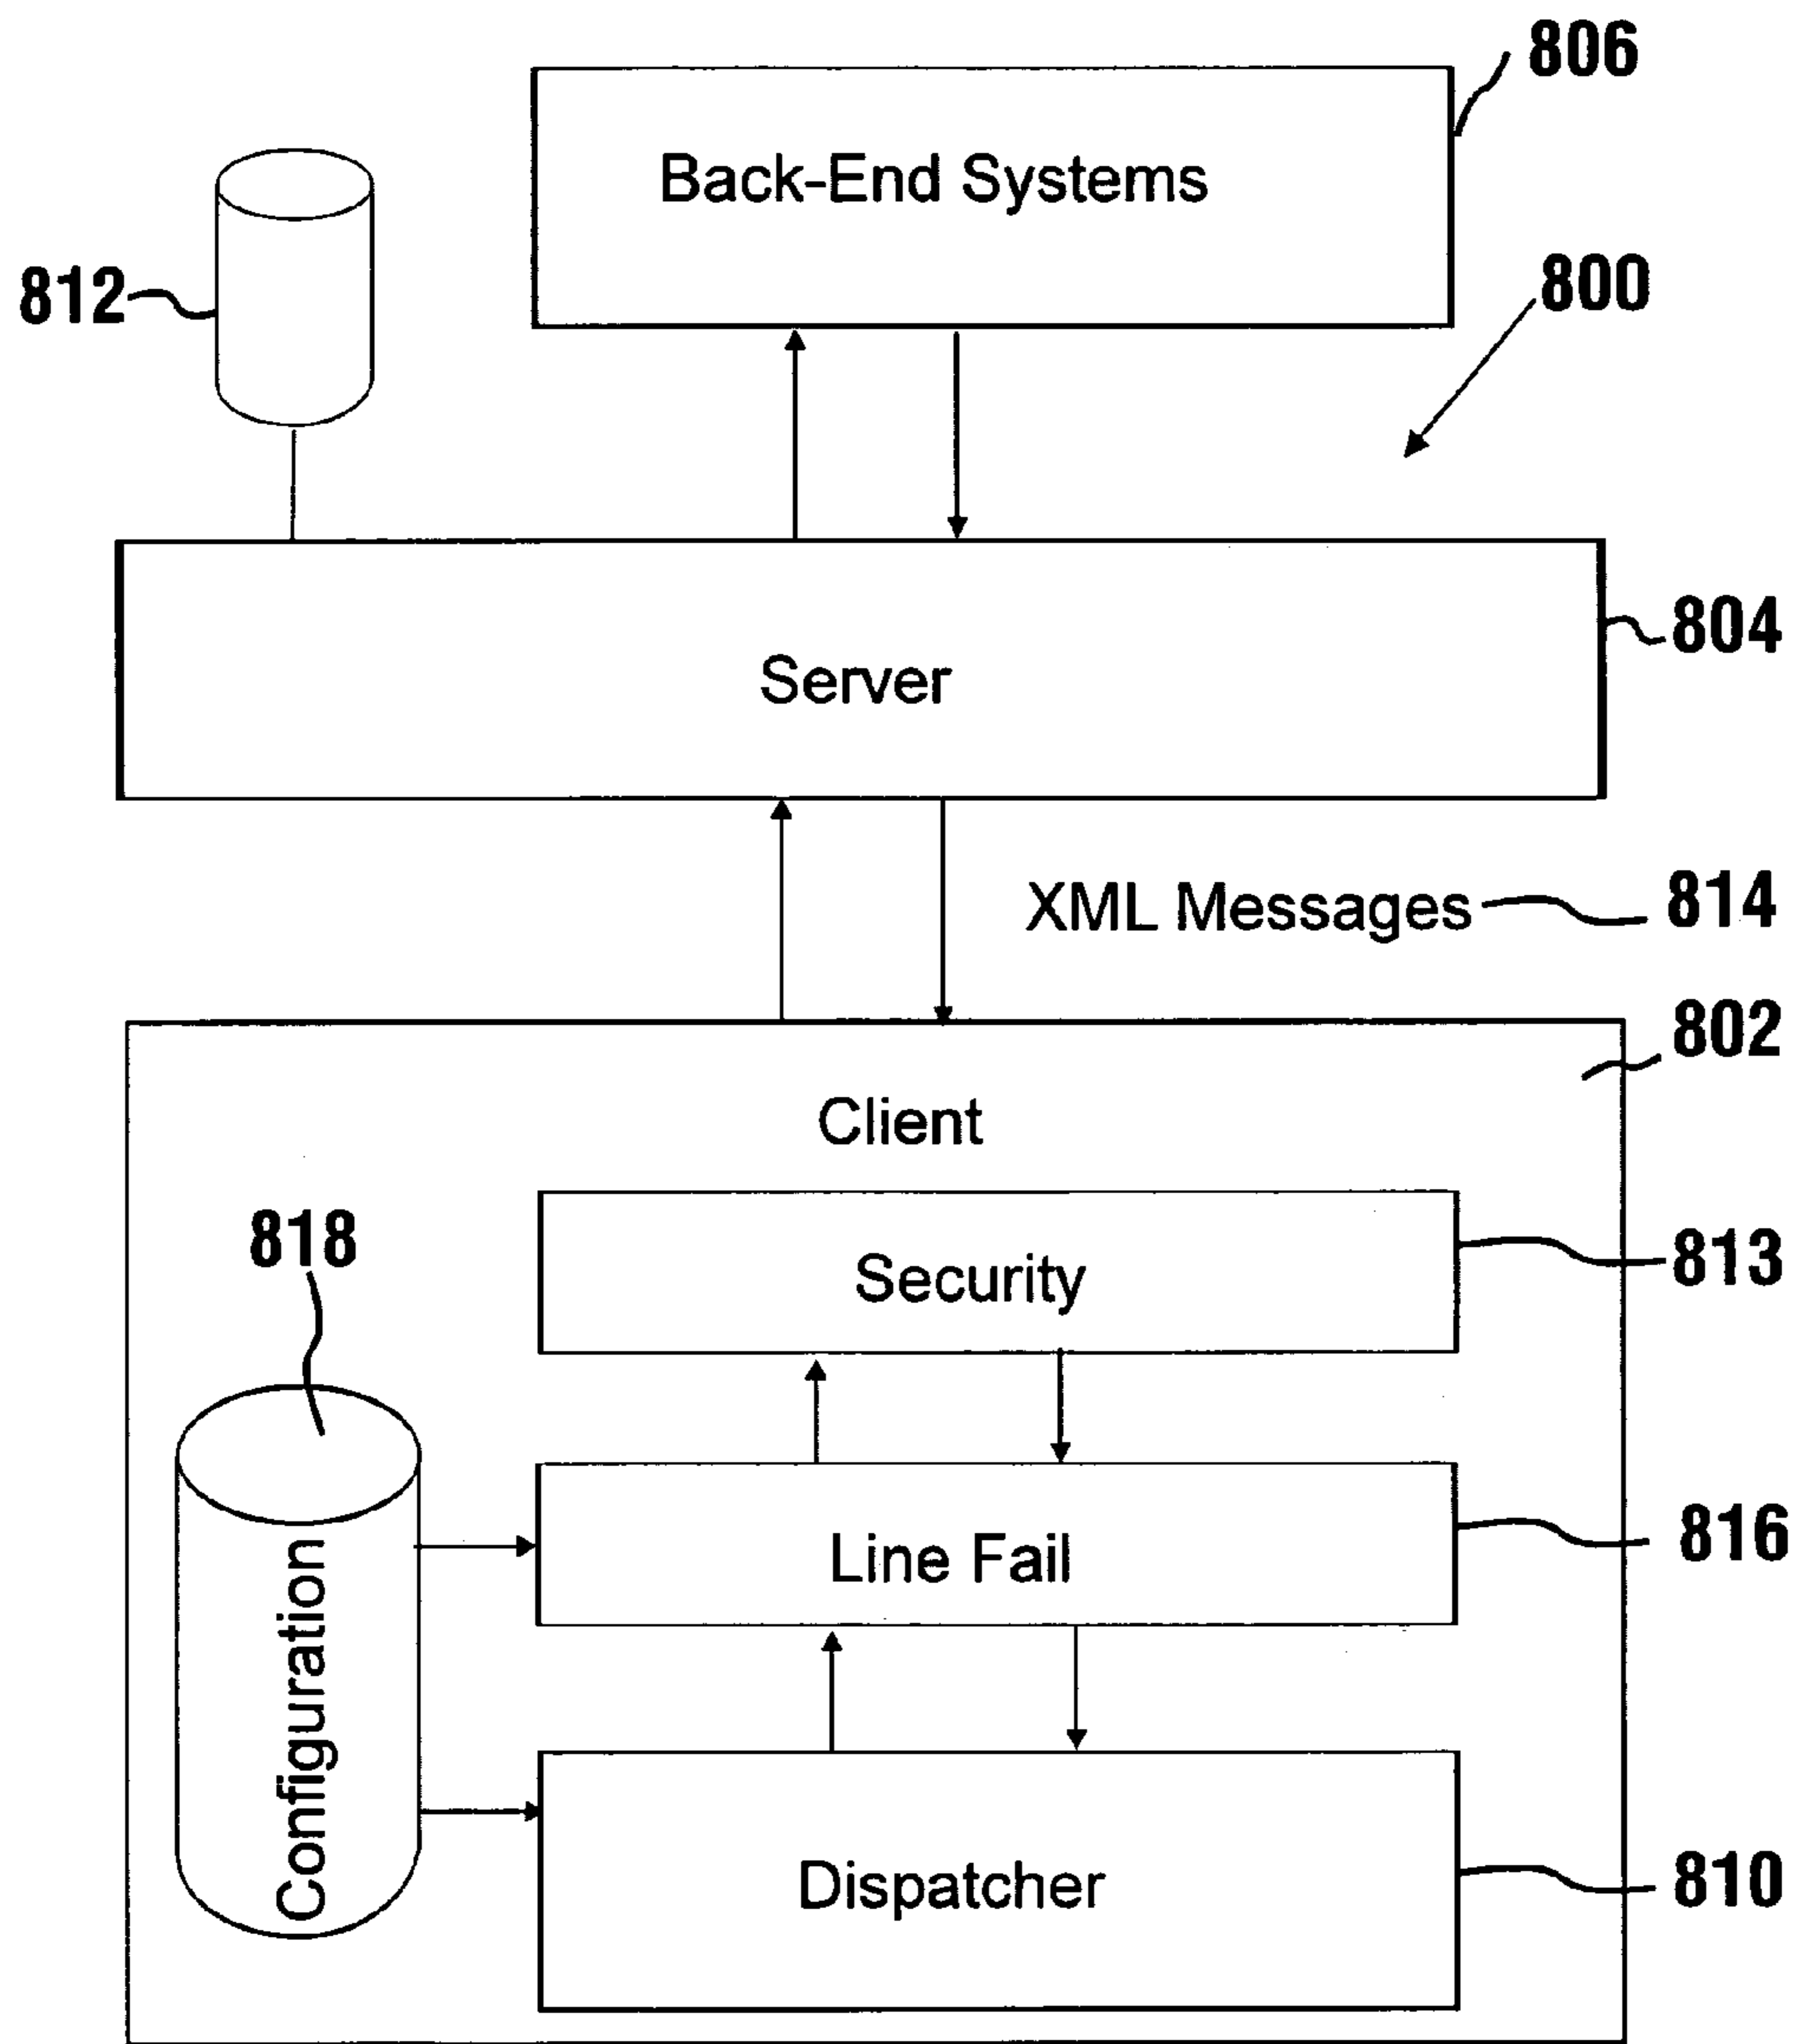 806
Back-End Systems
812
800
804
Server
XML Messages 814
802
Client
818
813
Security
816
Line Fail
Configuration
Dispatcher
810